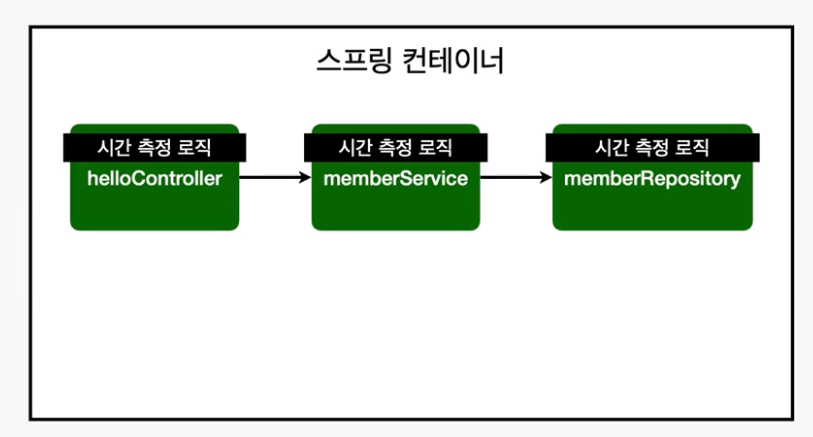 스프링 컨테이너
시간 측정 로직
helloController
시간 측정 로직
memberService
시간 측정 로직
memberRepository